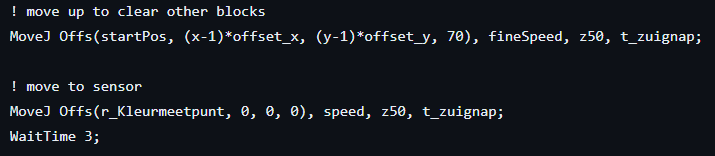 ! move up to clear other blocks
MoveJ Offs(startPos, (x-1)*offset_x, (y-1)*offset_y, 70), fineSpeed, z50, t_zuignap;
! move to sensor
MoveJ Offs(r_Kleurmeetpunt, 0, 0, 0), speed, z50, t_zuignap;
WaitTime 3;